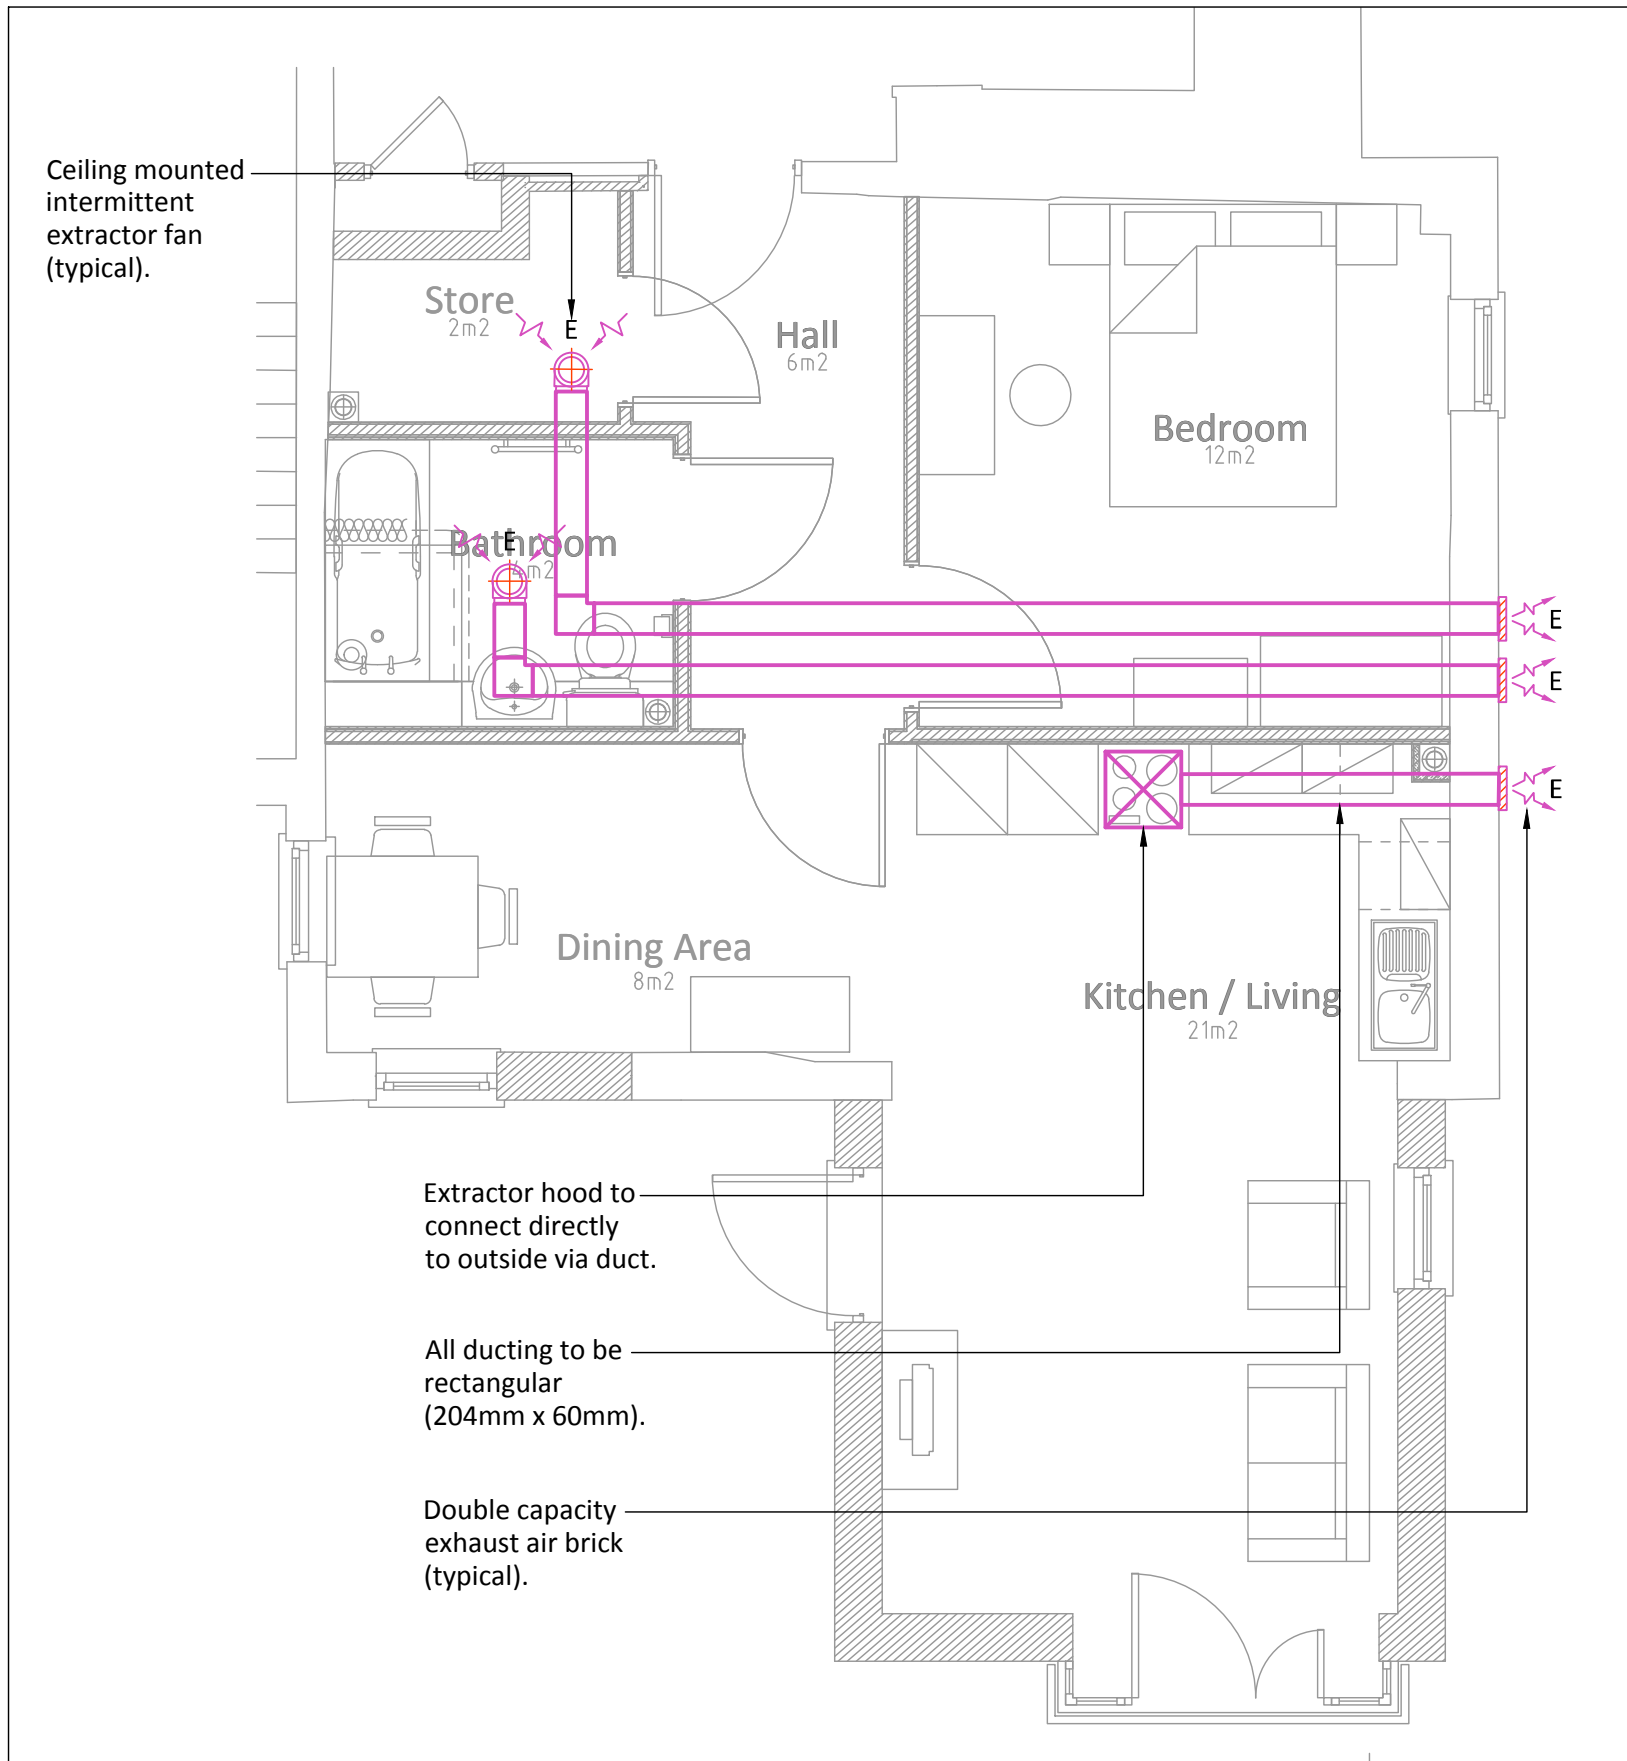 Ceiling mounted
intermittent
extractor fan
(typical).
Store
2m2
E
Hall
6m2
Bedroom
12m2
E
Bathroom
4m2
E
E
E
Dining Area
8m2
Kitchen / Living
21m2
Extractor hood to
connect directly
to outside via duct.
All ducting to be
rectangular
(204mm x 60mm).
Double capacity
exhaust air brick
(typical).